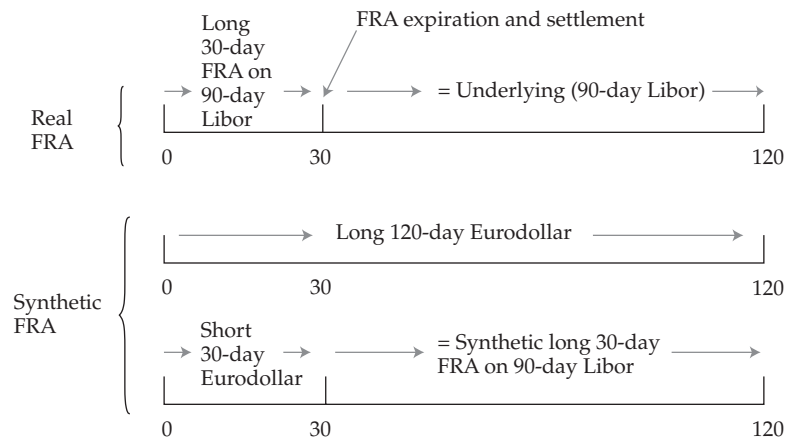 FRA expiration and settlement
Long
30-day
FRA on
90-day
Libor
= Underlying (90-day Libor)
Real
FRA
0
30
120
Long 120-day Eurodollar
0
30
120
Synthetic
FRA
Short
30-day
Eurodollar
= Synthetic long 30-day
FRA on 90-day Libor
0
30
120